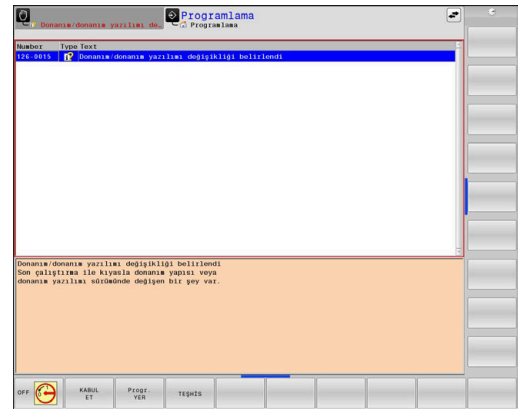 Donanım/donanım yazılımı de…
Programlama
Programlama
Number Type Text
126-0015 Donanım/donanım yazılımı değişikliği belirlendi
Donanım/donanım yazılımı değişikliği belirlendi
Son çalıştırma ile kıyasla donanım yapısı veya
donanım yazılımı sürümünde değişen bir şey var.
OFF
KABUL
ET
Progr.
YER
TEŞHİS